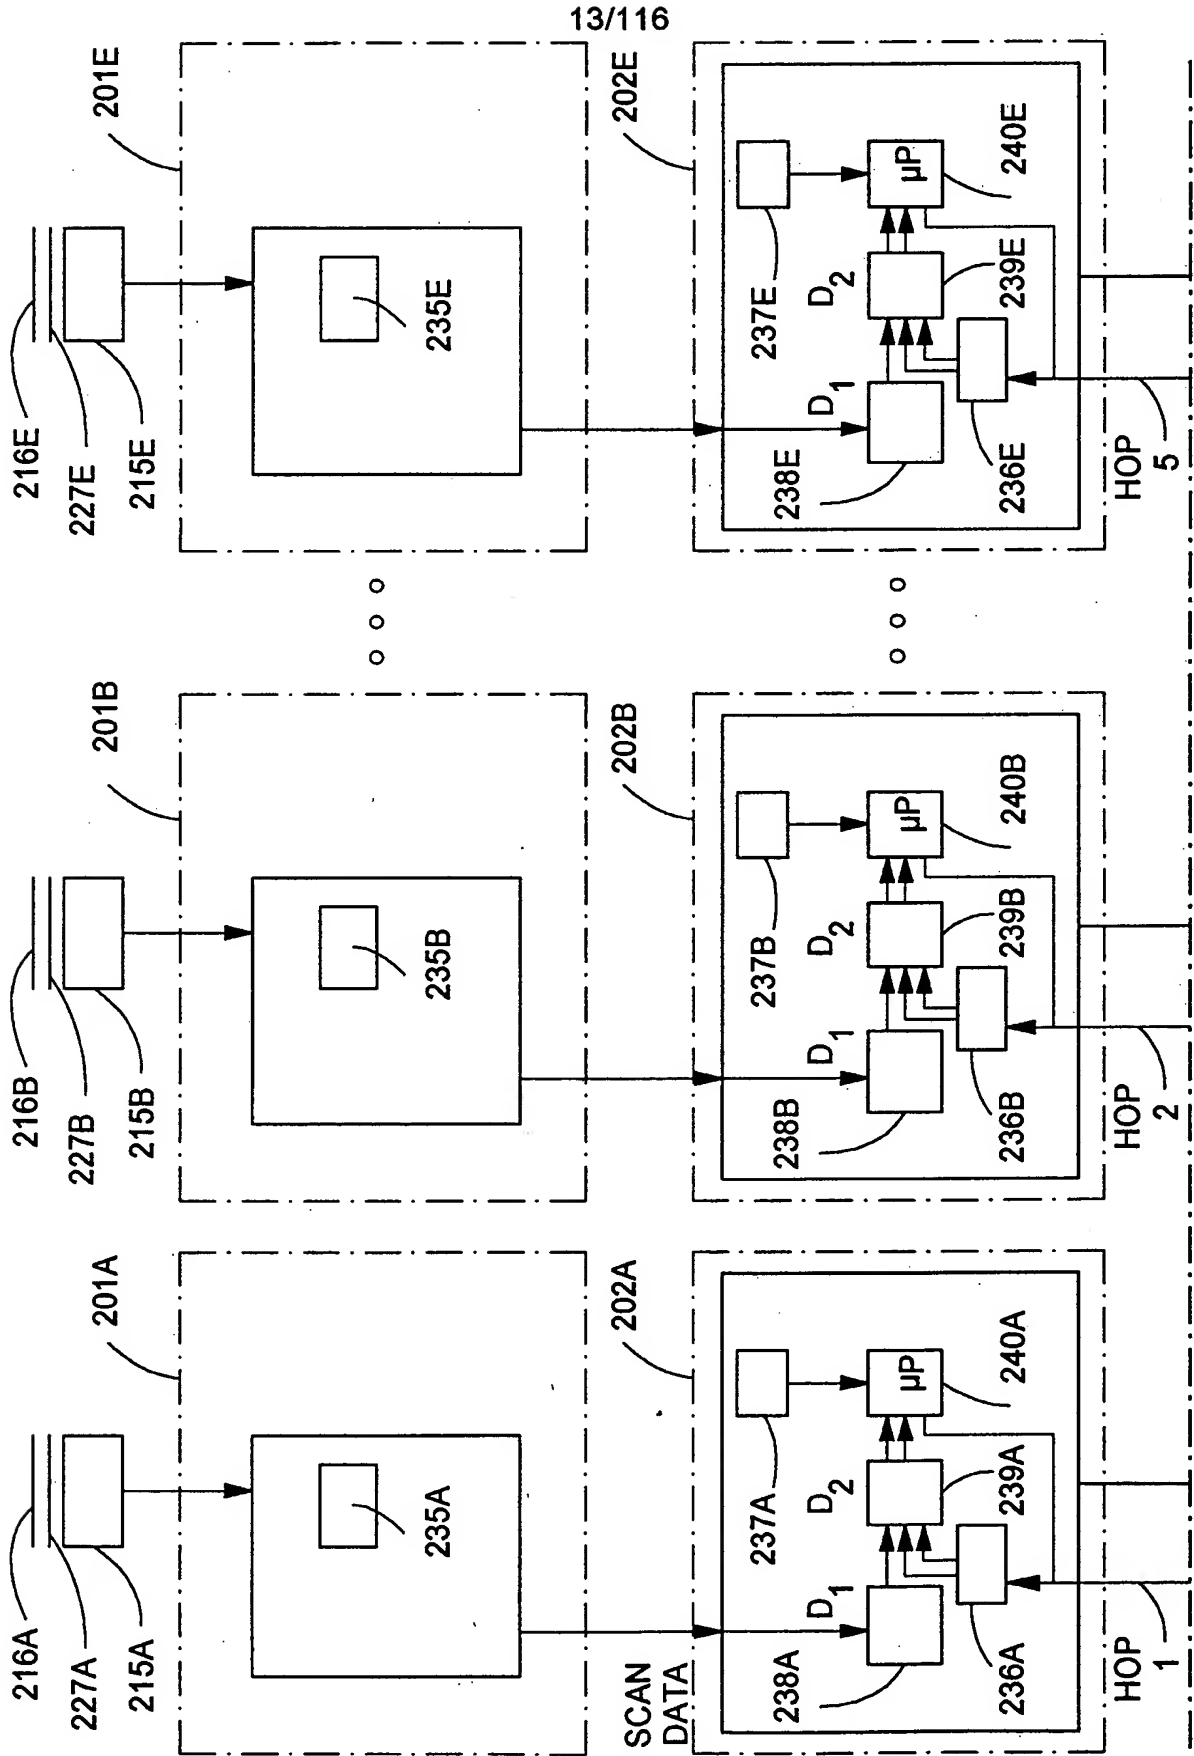 13/116
216A
227A
215A
201A
235A
SCAN
DATA
202A
237A
µP
240A
D2
239A
D1
238A
236A
HOP
1
216B
227B
215B
201B
235B
202B
237B
µP
240B
D2
239B
D1
238B
236B
HOP
2
216E
227E
215E
201E
235E
202E
237E
µP
240E
D2
239E
D1
238E
236E
HOP
5